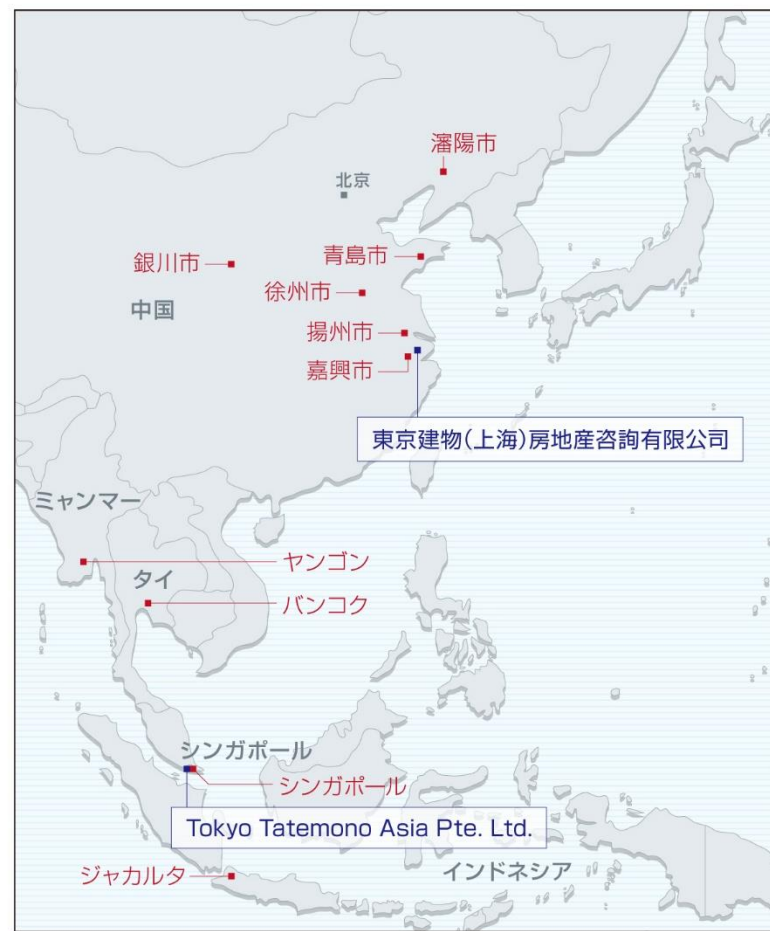 瀋陽市
北京
青島市
銀川市
徐州市
中国
揚州市
嘉興市
東京建物(上海)房地産咨詢有限公司
ミャンマー
ヤンゴン
タイ
バンコク
シンガポール
シンガポール
Tokyo Tatemono Asia Pte. Ltd.
インドネシア
ジャカルタ